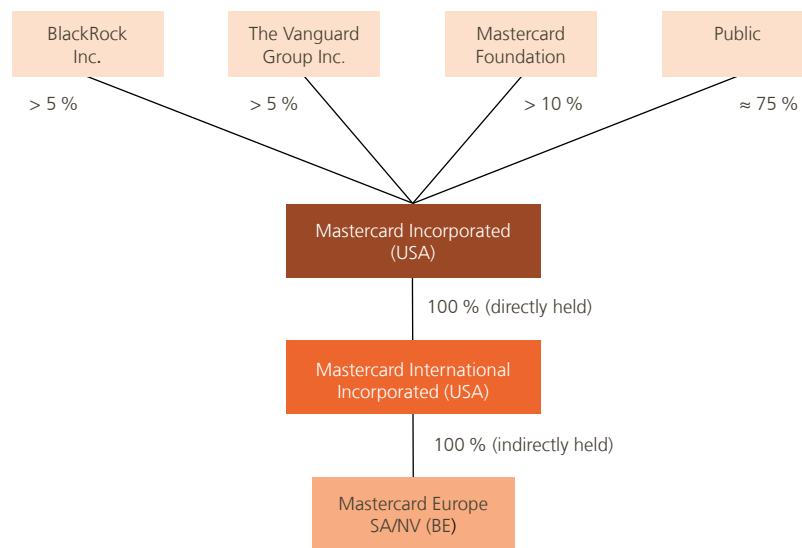 BlackRock
Inc.
The Vanguard
Group Inc.
Mastercard
Foundation
Public
> 5 %
> 5 %
> 10 %
≈ 75 %
Mastercard Incorporated
(USA)
100 % (directly held)
Mastercard International
Incorporated (USA)
100 % (indirectly held)
Mastercard Europe
SA/NV (BE)